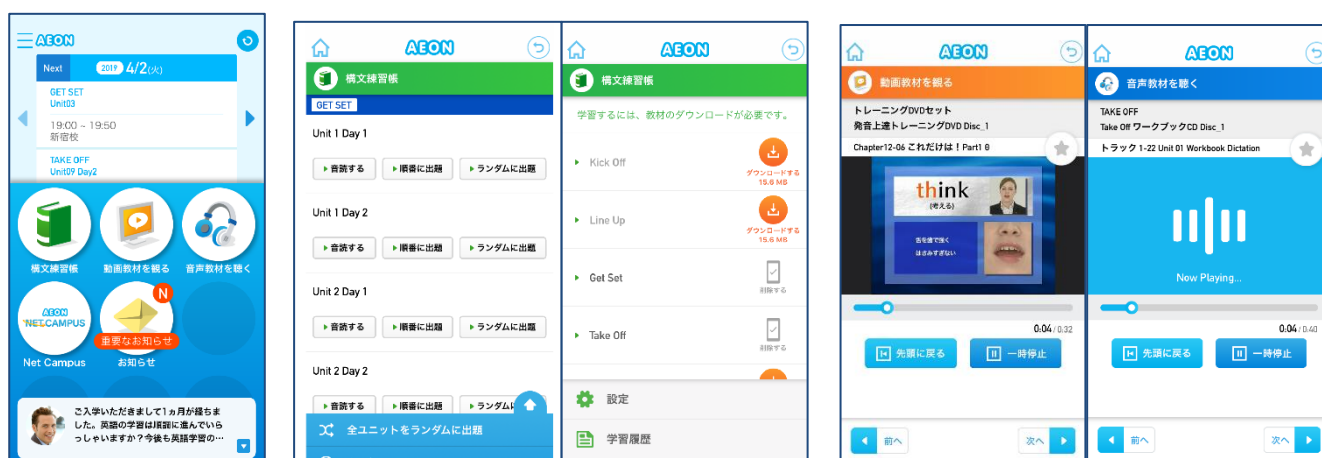 AEON
Next 2019 4/2(火)
GET SET
Unit03
19:00 ~ 19:50
新宿校
TAKE OFF
Unit09 Day2
構文練習帳
動画教材を観る
音声教材を聴く
AEON
NET CAMPUS
N
重要なお知らせ
Net Campus
お知らせ
ご入学いただきまして1ヵ月が経ちま
した。英語の学習は順調に進んでいら
っしゃいますか？今後も英語学習の…
AEON
構文練習帳
GET SET
Unit 1 Day 1
音読する 順番に出題 ランダムに出題
Unit 1 Day 2
音読する 順番に出題 ランダムに出題
Unit 2 Day 1
音読する 順番に出題 ランダムに出題
Unit 2 Day 2
音読する 順番に出題 ランダム
全ユニットをランダムに出題
AEON
構文練習帳
学習するには、教材のダウンロードが必要です。
Kick Off
ダウンロードする
15.6 MB
Line Up
ダウンロードする
15.6 MB
Get Set
削除する
Take Off
削除する
設定
学習履歴
AEON
動画教材を観る
トレーニングDVDセット
発音上達トレーニングDVD Disc_1
Chapter12-06 これだけは！Part1 θ
think
(考える)
舌を歯で強く
はさみすぎない
0:04 / 0:32
先頭に戻る 一時停止
前へ 次へ
AEON
音声教材を聴く
TAKE OFF
Take Off ワークブックCD Disc_1
トラック 1-22 Unit 01 Workbook Dictation
Now Playing...
0:04 / 0:40
先頭に戻る 一時停止
前へ 次へ